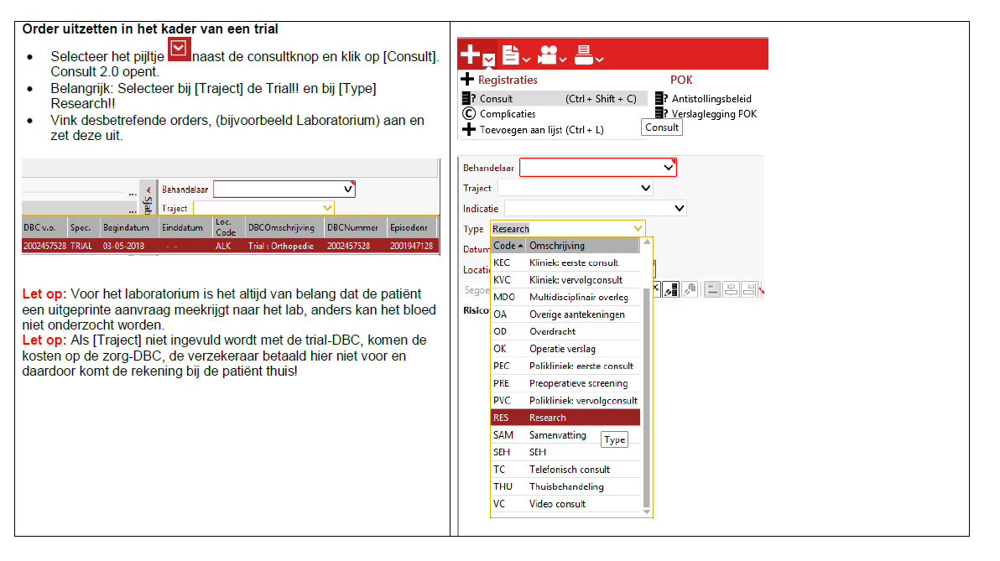 Order uitzetten in het kader van een trial
• Selecteer het pijltje naast de consultknop en klik op [Consult].
Consult 2.0 opent.
• Belangrijk: Selecteer bij [Traject] de Trial!! en bij [Type]
Research!!
• Vink desbetrefende orders, (bijvoorbeeld Laboratorium) aan en
zet deze uit.
... Sjab Behandelaar
... Traject
DBC v.o. Spec. Begindatum Einddatum Loc. Code DBCOmschrijving DBCNummer Episodenr
2002457528 TRIAL 03-05-2018 - - ALK Trial : Orthopedie 2002457528 2001947128
Let op: Voor het laboratorium is het altijd van belang dat de patiënt
een uitgeprinte aanvraag meekrijgt naar het lab, anders kan het bloed
niet onderzocht worden.
Let op: Als [Traject] niet ingevuld wordt met de trial-DBC, komen de
kosten op de zorg-DBC, de verzekeraar betaald hier niet voor en
daardoor komt de rekening bij de patiënt thuis!
Registraties POK
Consult (Ctrl + Shift + C) Antistollingsbeleid
Complicaties Verslaglegging POK
Toevoegen aan lijst (Ctrl + L) Consult
Behandelaar
Traject
Indicatie
Type Research
Datum Code Omschrijving
KEC Kliniek: eerste consult
Locatie
KVC Kliniek: vervolgconsult
Segoe MDO Multidisciplinair overleg
Risico OA Overige aantekeningen
OD Overdracht
OK Operatie verslag
PEC Polikliniek: eerste consult
PRE Preoperatieve screening
PVC Polikliniek: vervolgconsult
RES Research
SAM Samenvatting Type
SEH SEH
TC Telefonisch consult
THU Thuisbehandeling
VC Video consult